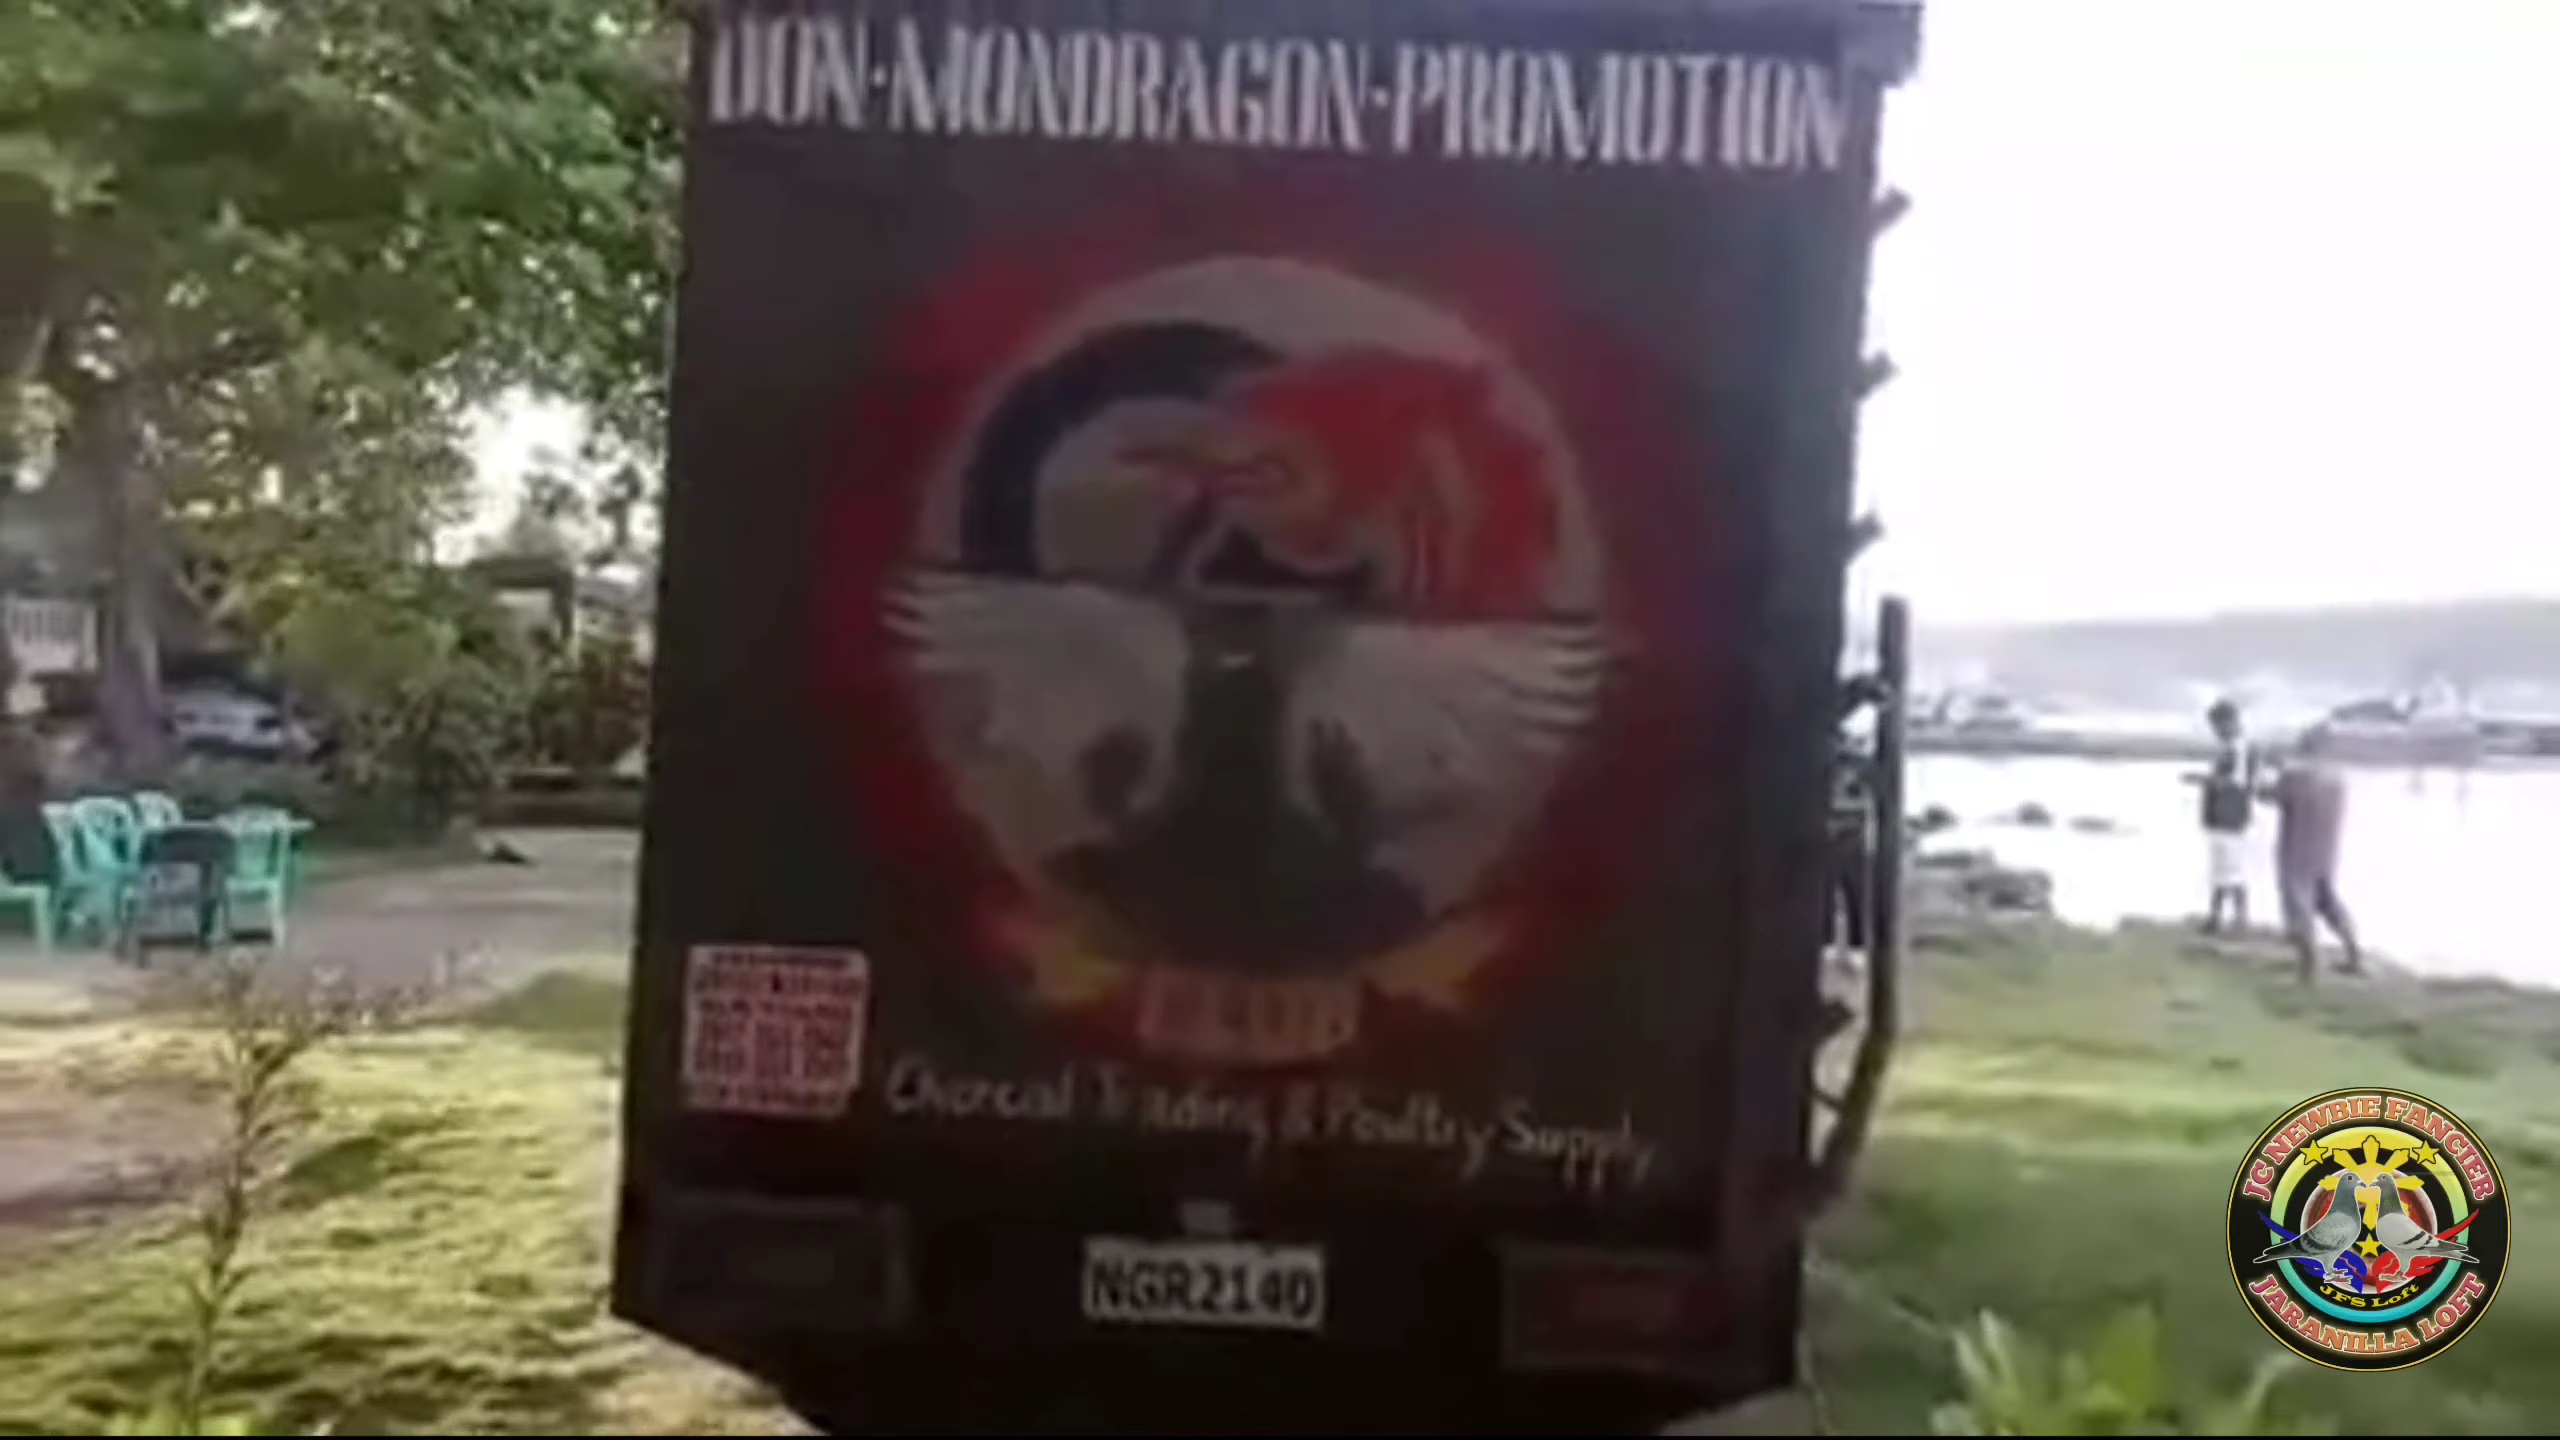 DON·MONDRAGON·PROMOTION
CLUB
Charcoal Trading & Poultry Supply
NGR2140
JC NEWBIE FANCIER
JFS Loft
JARANILLA LOFT